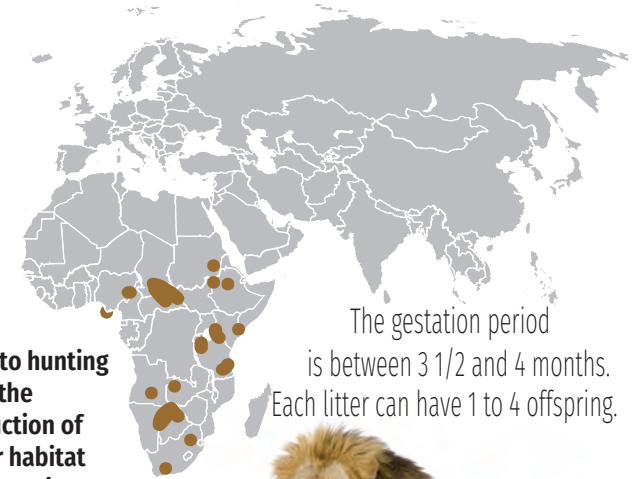 The gestation period
is between 3 1/2 and 4 months.
Each litter can have 1 to 4 offspring.
to hunting
the
uction of
r habitat